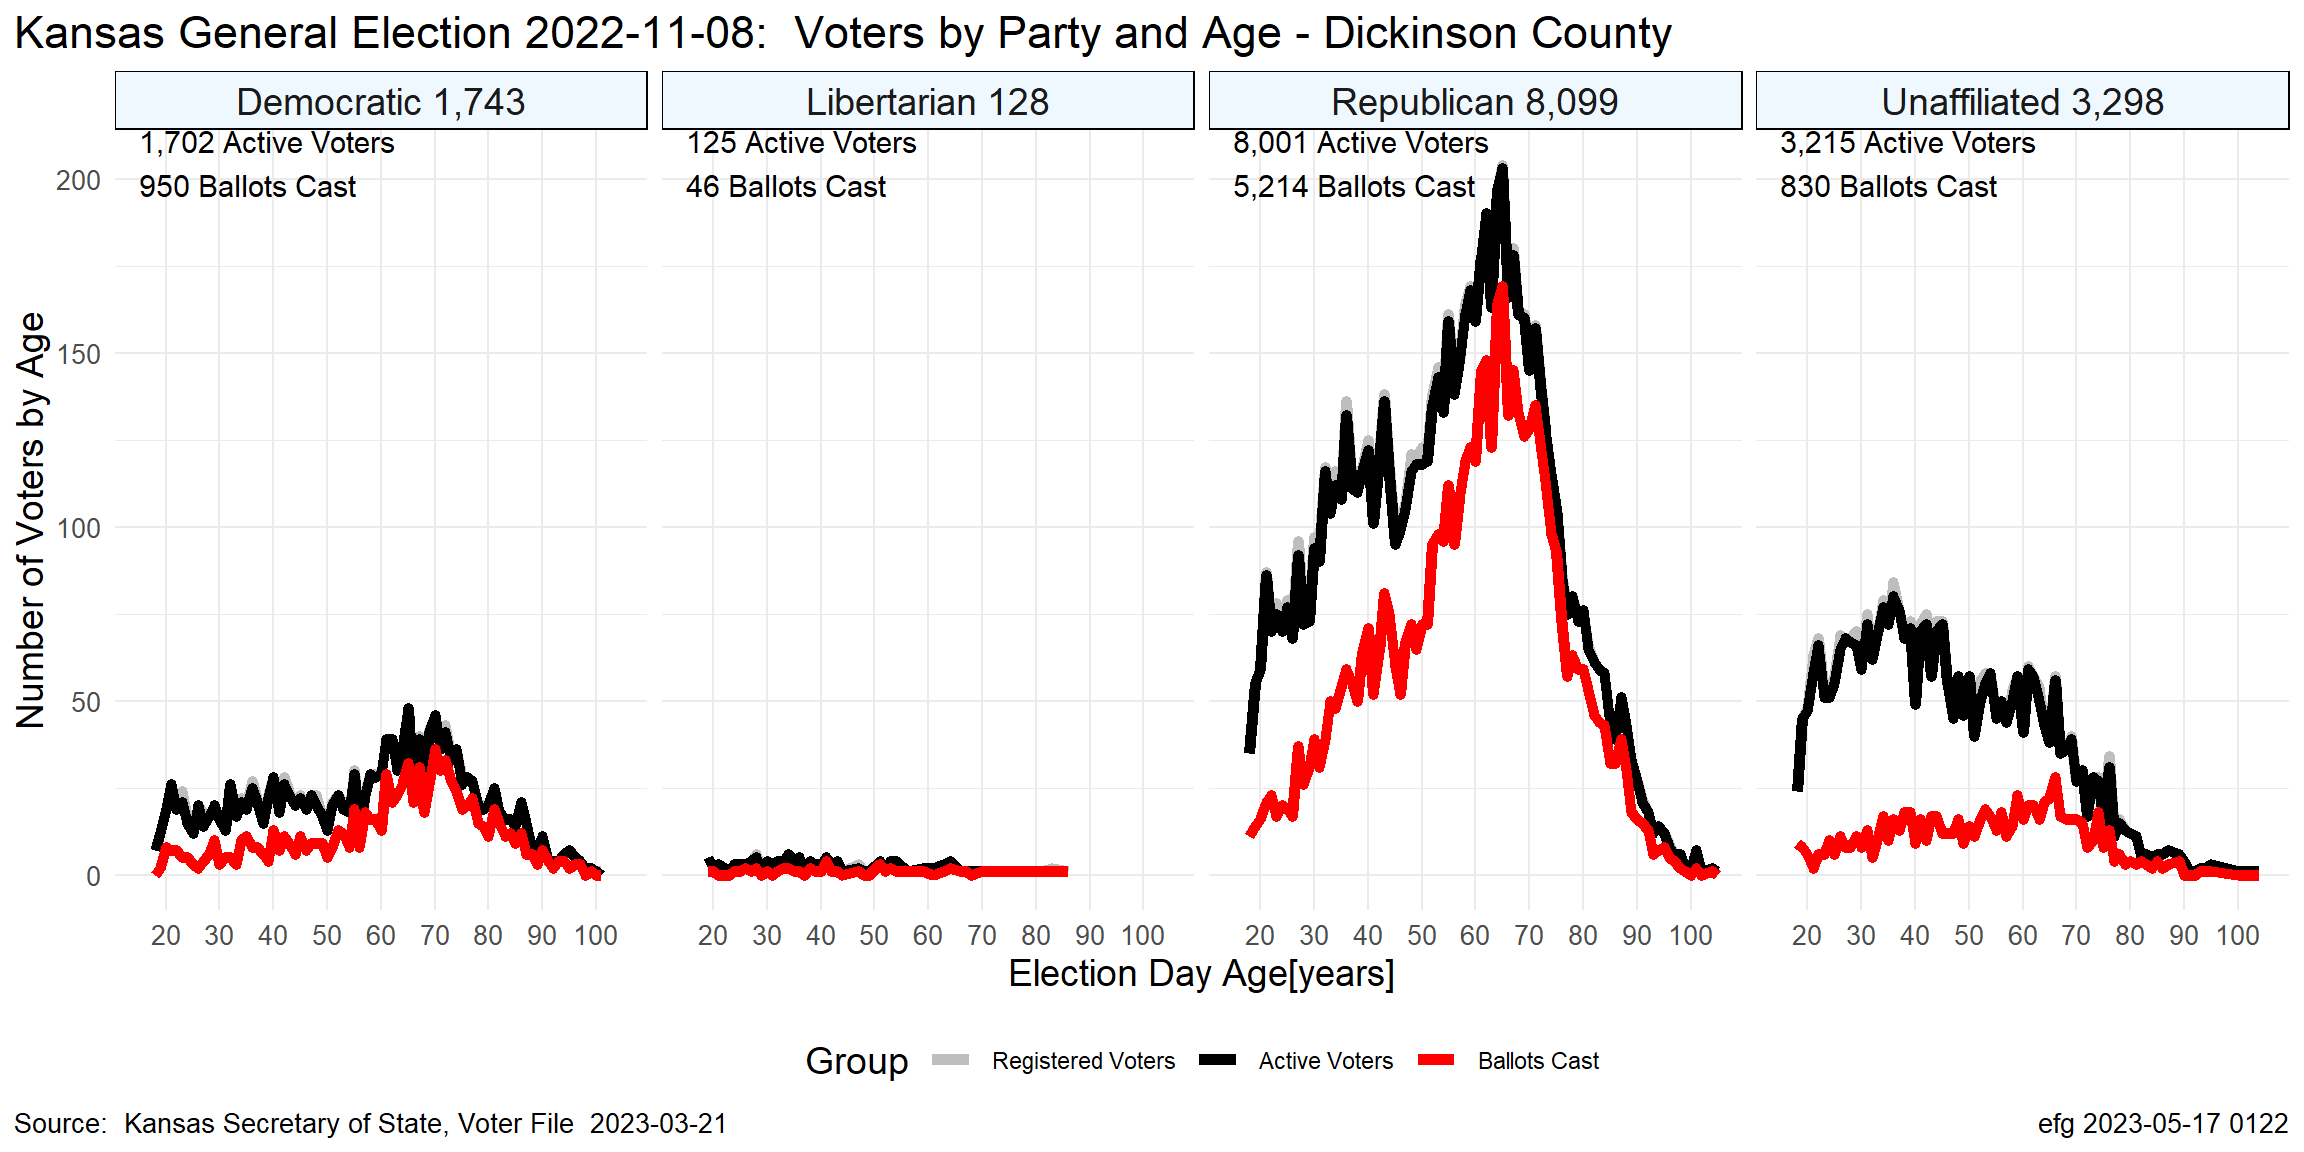 Kansas General Election 2022-11-08:  Voters by Party and Age - Dickinson County
Democratic 1,743
Libertarian 128
Republican 8,099
Unaffiliated 3,298
1,702 Active Voters
950 Ballots Cast
125 Active Voters
46 Ballots Cast
8,001 Active Voters
5,214 Ballots Cast
3,215 Active Voters
830 Ballots Cast
Number of Voters by Age
200
150
100
50
0
20 30 40 50 60 70 80 90 100
20 30 40 50 60 70 80 90 100
20 30 40 50 60 70 80 90 100
20 30 40 50 60 70 80 90 100
Election Day Age[years]
Group Registered Voters Active Voters Ballots Cast
Source:  Kansas Secretary of State, Voter File  2023-03-21
efg 2023-05-17 0122